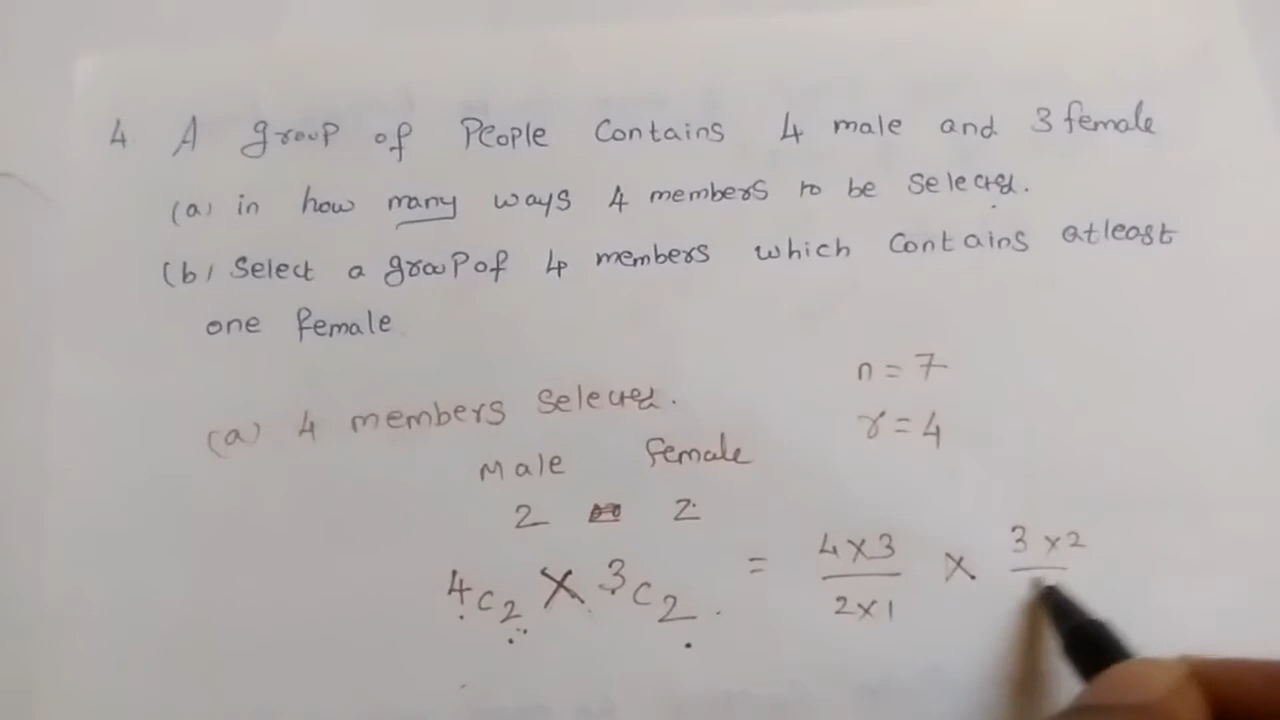 4. A group of People Contains 4 male and 3 female
(a) in how many ways 4 members to be Selected.
(b) Select a group of 4 members which Contains atleast
one female
n = 7
(a) 4 members Selected.
r = 4
Male female
2 2
4c2 × 3c2 = 4×3/2×1 × 3×2